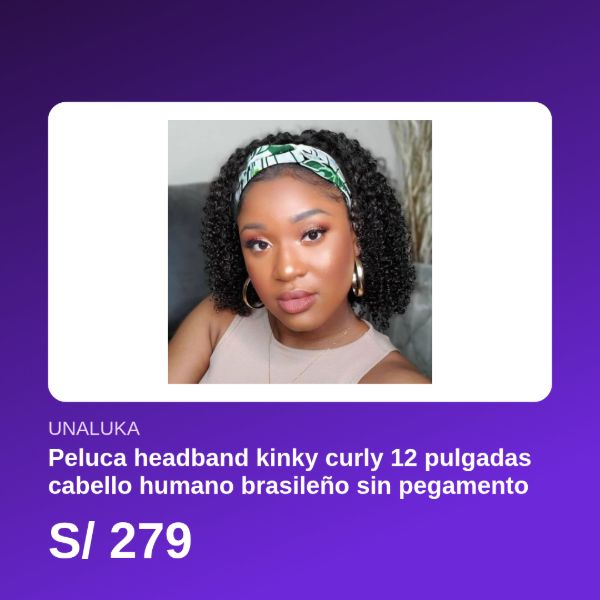 UNALUKA
Peluca headband kinky curly 12 pulgadas
cabello humano brasileño sin pegamento
S/ 279